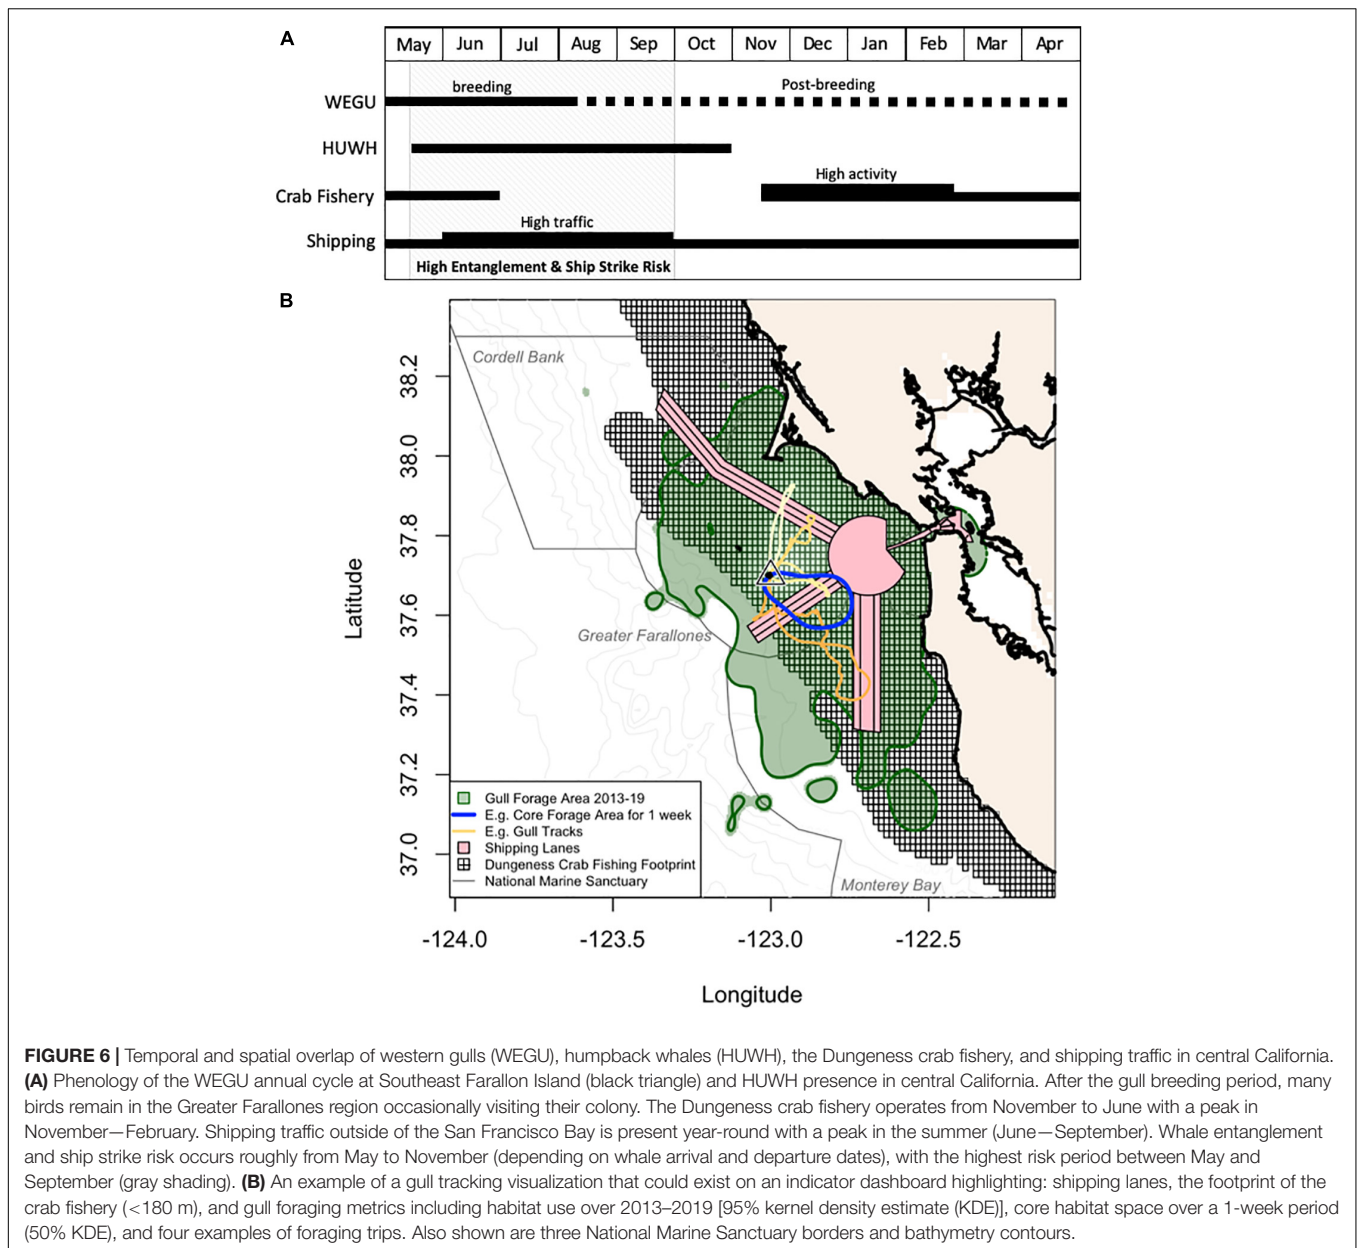 A
May Jun Jul Aug Sep Oct Nov Dec Jan Feb Mar Apr
WEGU breeding Post-breeding
HUWH
Crab Fishery High activity
Shipping High traffic
High Entanglement & Ship Strike Risk
B
Cordell Bank
Greater Farallones
Monterey Bay
Latitude
38.2
38.0
37.8
37.6
37.4
37.2
37.0
Gull Forage Area 2013-19
E.g. Core Forage Area for 1 week
E.g. Gull Tracks
Shipping Lanes
Dungeness Crab Fishing Footprint
National Marine Sanctuary
-124.0 -123.5 -123.0 -122.5
Longitude
FIGURE 6 | Temporal and spatial overlap of western gulls (WEGU), humpback whales (HUWH), the Dungeness crab fishery, and shipping traffic in central California.
(A) Phenology of the WEGU annual cycle at Southeast Farallon Island (black triangle) and HUWH presence in central California. After the gull breeding period, many
birds remain in the Greater Farallones region occasionally visiting their colony. The Dungeness crab fishery operates from November to June with a peak in
November—February. Shipping traffic outside of the San Francisco Bay is present year-round with a peak in the summer (June—September). Whale entanglement
and ship strike risk occurs roughly from May to November (depending on whale arrival and departure dates), with the highest risk period between May and
September (gray shading). (B) An example of a gull tracking visualization that could exist on an indicator dashboard highlighting: shipping lanes, the footprint of the
crab fishery (<180 m), and gull foraging metrics including habitat use over 2013–2019 [95% kernel density estimate (KDE)], core habitat space over a 1-week period
(50% KDE), and four examples of foraging trips. Also shown are three National Marine Sanctuary borders and bathymetry contours.